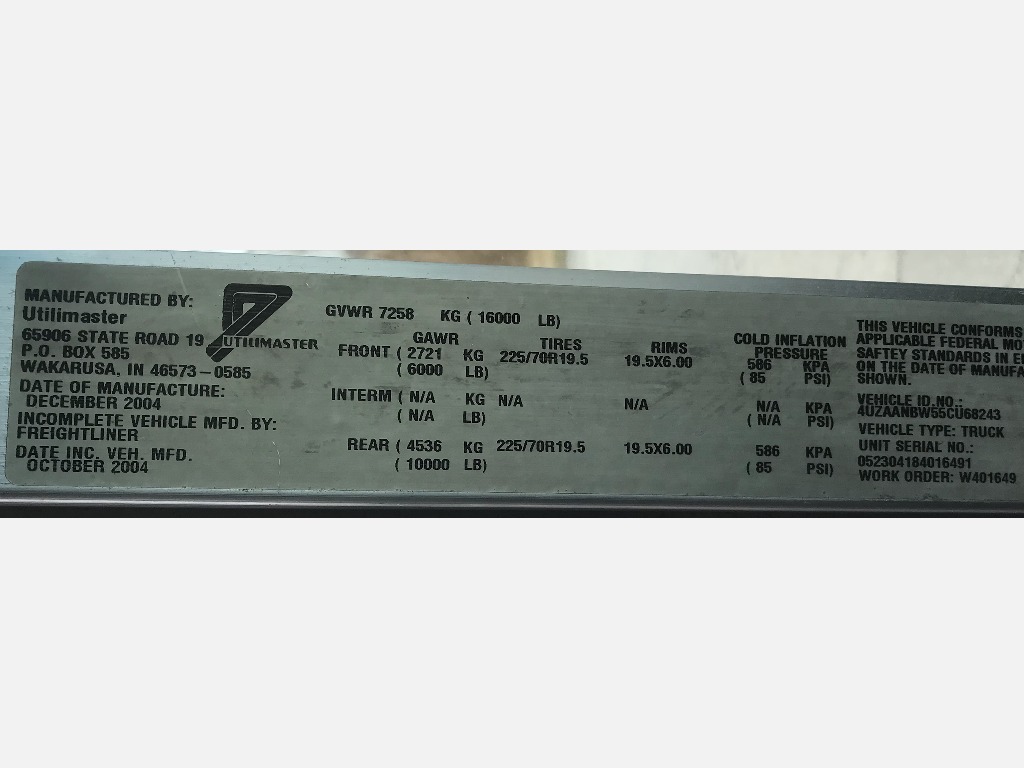 MANUFACTURED BY:
Utilimaster
65906 STATE ROAD 19
P.O. BOX 585
WAKARUSA, IN 46573-0585
DATE OF MANUFACTURE:
DECEMBER 2004
INCOMPLETE VEHICLE MFD. BY:
FREIGHTLINER
DATE INC. VEH. MFD.
OCTOBER 2004
UTILIMASTER
GVWR 7258 KG ( 16000 LB)
GAWR TIRES RIMS COLD INFLATION PRESSURE
FRONT ( 2721 KG 225/70R19.5 19.5X6.00 586 KPA
( 6000 LB) ( 85 PSI)
INTERM ( N/A KG N/A N/A N/A KPA
( N/A LB) ( N/A PSI)
REAR ( 4536 KG 225/70R19.5 19.5X6.00 586 KPA
( 10000 LB) ( 85 PSI)
THIS VEHICLE CONFORMS
APPLICABLE FEDERAL
SAFTEY STANDARDS IN
ON THE DATE OF
SHOWN.
VEHICLE ID.NO.:
4UZAANBW55CU68243
VEHICLE TYPE: TRUCK
UNIT SERIAL NO.:
052304184016491
WORK ORDER: W401649